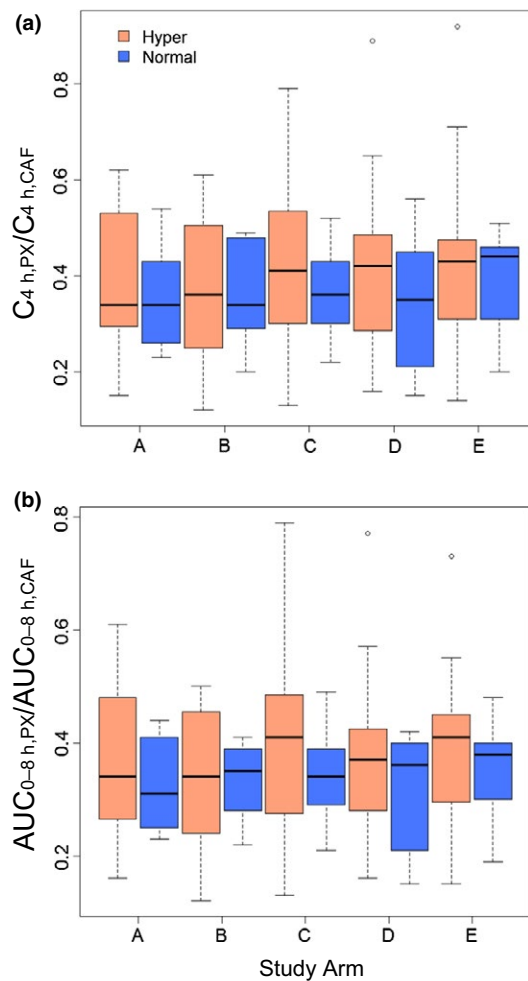 (a)
Hyper
Normal
C4 h,PX/C4 h,CAF
0.8
0.6
0.4
0.2
A B C D E
(b)
AUC0–8 h,PX/AUC0–8 h,CAF
0.8
0.6
0.4
0.2
A B C D E
Study Arm